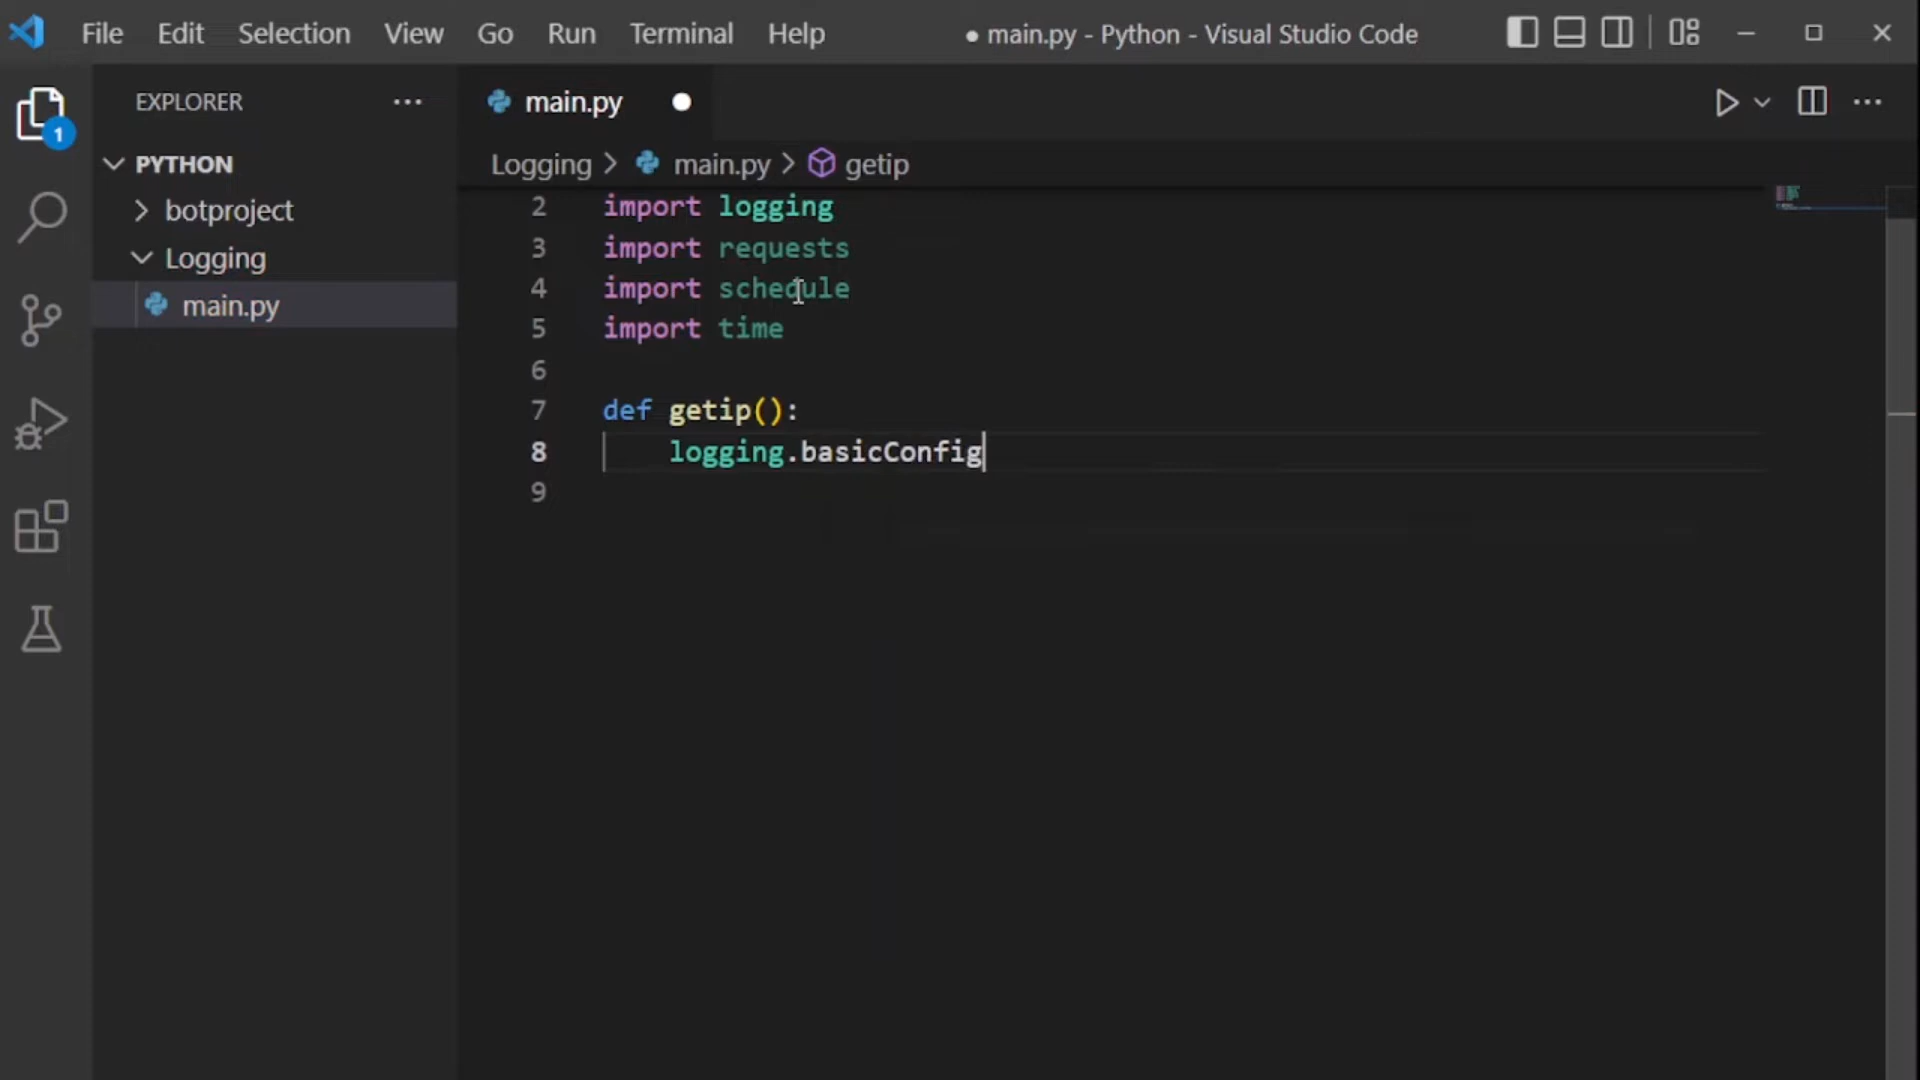 File Edit Selection View Go Run Terminal Help ● main.py - Python - Visual Studio Code
EXPLORER ···
1
PYTHON
botproject
Logging
main.py
main.py
Logging > main.py > getip
2 import logging
3 import requests
4 import schedule
5 import time
6
7 def getip():
8 logging.basicConfig
9